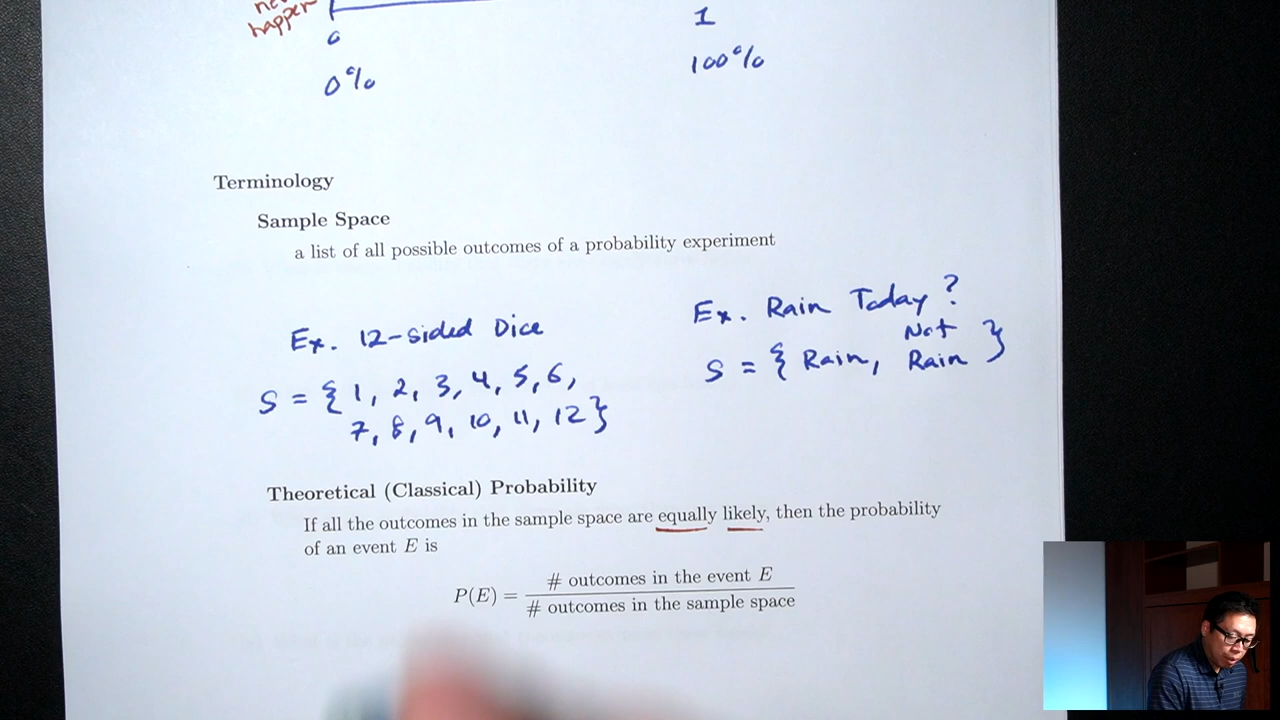 happen
0
1
0%
100%
Terminology
Sample Space
a list of all possible outcomes of a probability experiment
Ex. 12-sided Dice
S = { 1, 2, 3, 4, 5, 6,
7, 8, 9, 10, 11, 12 }
Ex. Rain Today ?
S = { Rain, Not Rain }
Theoretical (Classical) Probability
If all the outcomes in the sample space are equally likely, then the probability
of an event E is
P(E) = # outcomes in the event E
# outcomes in the sample space